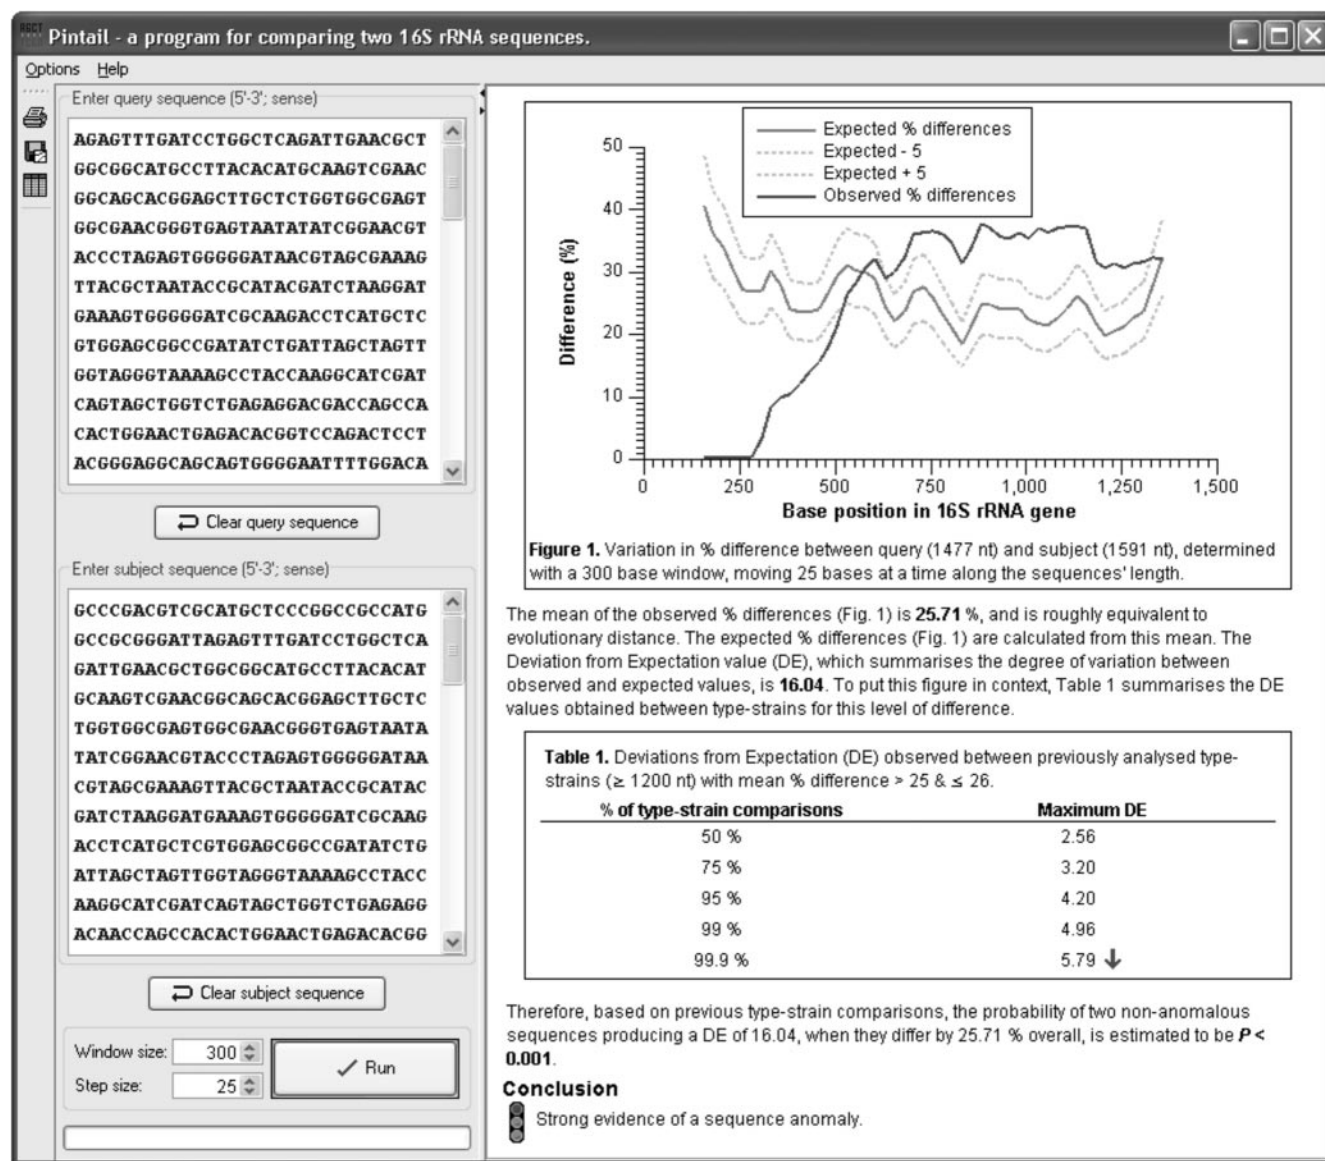 Pintail - a program for comparing two 16S rRNA sequences.
Options Help
Enter query sequence (5'-3'; sense)
AGAGTTTGATCCTGGCTCAGATTGAACGCT
GGCGGCATGCCTTACACATGCAAGTCGAAC
GGCAGCACGGAGCTTGCTCTGGTGGCGAGT
GGCGAACGGGTGAGTAATATATCGGAACGT
ACCCTAGAGTGGGGGATAACGTAGCGAAAG
TTACGCTAATACCGCATACGATCTAAGGAT
GAAAGTGGGGGATCGCAAGACCTCATGCTC
GTGGAGCGGCCGATATCTGATTAGCTAGTT
GGTAGGGTAAAAGCCTACCAAGGCATCGAT
CAGTAGCTGGTCTGAGAGGACGACCAGCCA
CACTGGAACTGAGACACGGTCCAGACTCCT
ACGGGAGGCAGCAGTGGGGAATTTTGGACA
Clear query sequence
Enter subject sequence (5'-3'; sense)
GCCCGACGTCGCATGCTCCCGGCCGCCATG
GCCGCGGGATTAGAGTTTGATCCTGGCTCA
GATTGAACGCTGGCGGCATGCCTTACACAT
GCAAGTCGAACGGCAGCACGGAGCTTGCTC
TGGTGGCGAGTGGCGAACGGGTGAGTAATA
TATCGGAACGTACCCTAGAGTGGGGGATAA
CGTAGCGAAAGTTACGCTAATACCGCATAC
GATCTAAGGATGAAAGTGGGGGATCGCAAG
ACCTCATGCTCGTGGAGCGGCCGATATCTG
ATTAGCTAGTTGGTAGGGTAAAAGCCTACC
AAGGCATCGATCAGTAGCTGGTCTGAGAGG
ACAACCAGCCACACTGGAACTGAGACACGG
Clear subject sequence
Window size: 300
Step size: 25
Run
Expected % differences
Expected - 5
Expected + 5
Observed % differences
Difference (%)
50
40
30
20
10
0
0 250 500 750 1,000 1,250 1,500
Base position in 16S rRNA gene
Figure 1. Variation in % difference between query (1477 nt) and subject (1591 nt), determined
with a 300 base window, moving 25 bases at a time along the sequences' length.
The mean of the observed % differences (Fig. 1) is 25.71 %, and is roughly equivalent to
evolutionary distance. The expected % differences (Fig. 1) are calculated from this mean. The
Deviation from Expectation value (DE), which summarises the degree of variation between
observed and expected values, is 16.04. To put this figure in context, Table 1 summarises the DE
values obtained between type-strains for this level of difference.
Table 1. Deviations from Expectation (DE) observed between previously analysed type-
strains (≥ 1200 nt) with mean % difference > 25 & ≤ 26.
% of type-strain comparisons Maximum DE
50 % 2.56
75 % 3.20
95 % 4.20
99 % 4.96
99.9 % 5.79 ↓
Therefore, based on previous type-strain comparisons, the probability of two non-anomalous
sequences producing a DE of 16.04, when they differ by 25.71 % overall, is estimated to be P <
0.001.
Conclusion
Strong evidence of a sequence anomaly.